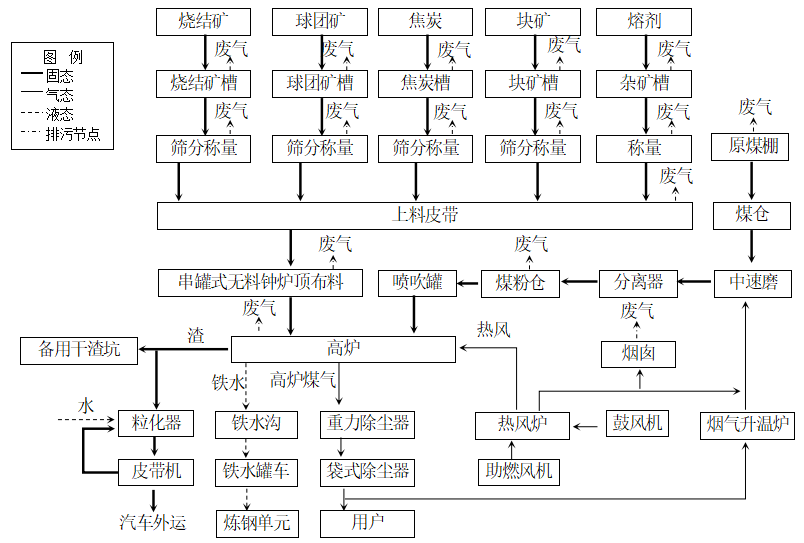 烧结矿 球团矿 焦炭 块矿 熔剂
图 例
固态
气态
液态
排污节点
废气 废气 废气 废气 废气
烧结矿槽 球团矿槽 焦炭槽 块矿槽 杂矿槽
废气 废气 废气 废气 废气 废气
筛分称量 筛分称量 筛分称量 筛分称量 称量 原煤棚
废气
上料皮带 煤仓
废气 废气
串罐式无料钟炉顶布料 喷吹罐 煤粉仓 分离器 中速磨
废气 废气
渣 热风
备用干渣坑 高炉 烟囱
铁水 高炉煤气
水
粒化器 铁水沟 重力除尘器 热风炉 鼓风机 烟气升温炉
皮带机 铁水罐车 袋式除尘器 助燃风机
汽车外运 炼钢单元 用户